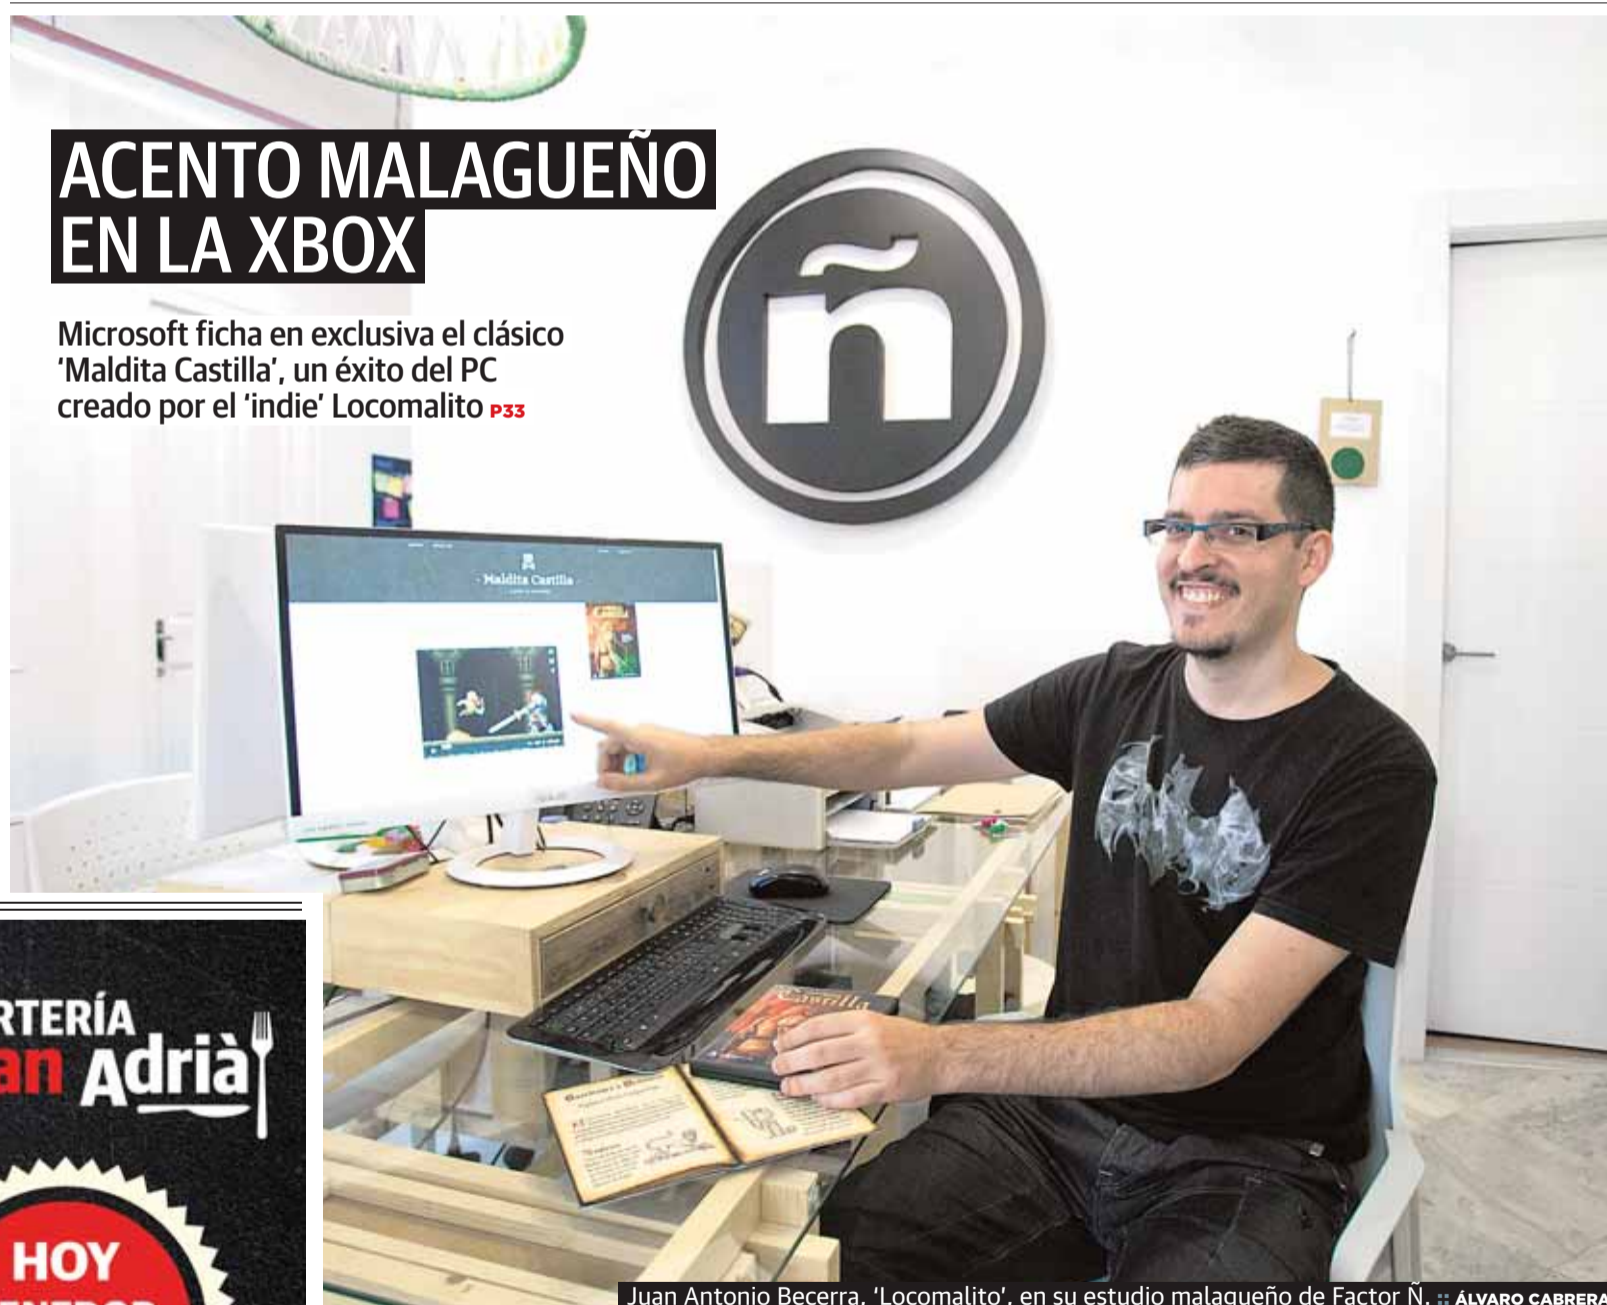 ACENTO MALAGUEÑO
EN LA XBOX
Microsoft ficha en exclusiva el clásico
‘Maldita Castilla’, un éxito del PC
creado por el ‘indie’ Locomalito P33
ñ
Maldita Castilla
Castilla
RTERÍA
an Adrià
HOY
Juan Antonio Becerra, ‘Locomalito’, en su estudio malagueño de Factor Ñ. :: ÁLVARO CABRERA